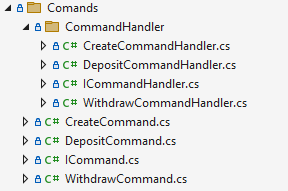 Comands
CommandHandler
C# CreateCommandHandler.cs
C# DepositCommandHandler.cs
C# ICommandHandler.cs
C# WithdrawCommandHandler.cs
C# CreateCommand.cs
C# DepositCommand.cs
C# ICommand.cs
C# WithdrawCommand.cs